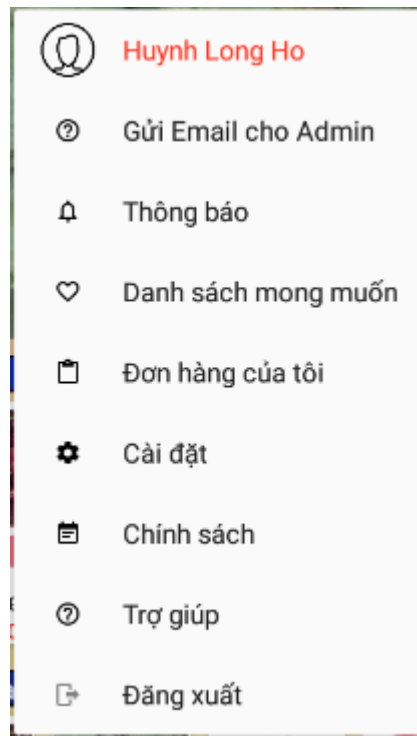 Huynh Long Ho
Gửi Email cho Admin
Thông báo
Danh sách mong muốn
Đơn hàng của tôi
Cài đặt
Chính sách
Trợ giúp
Đăng xuất